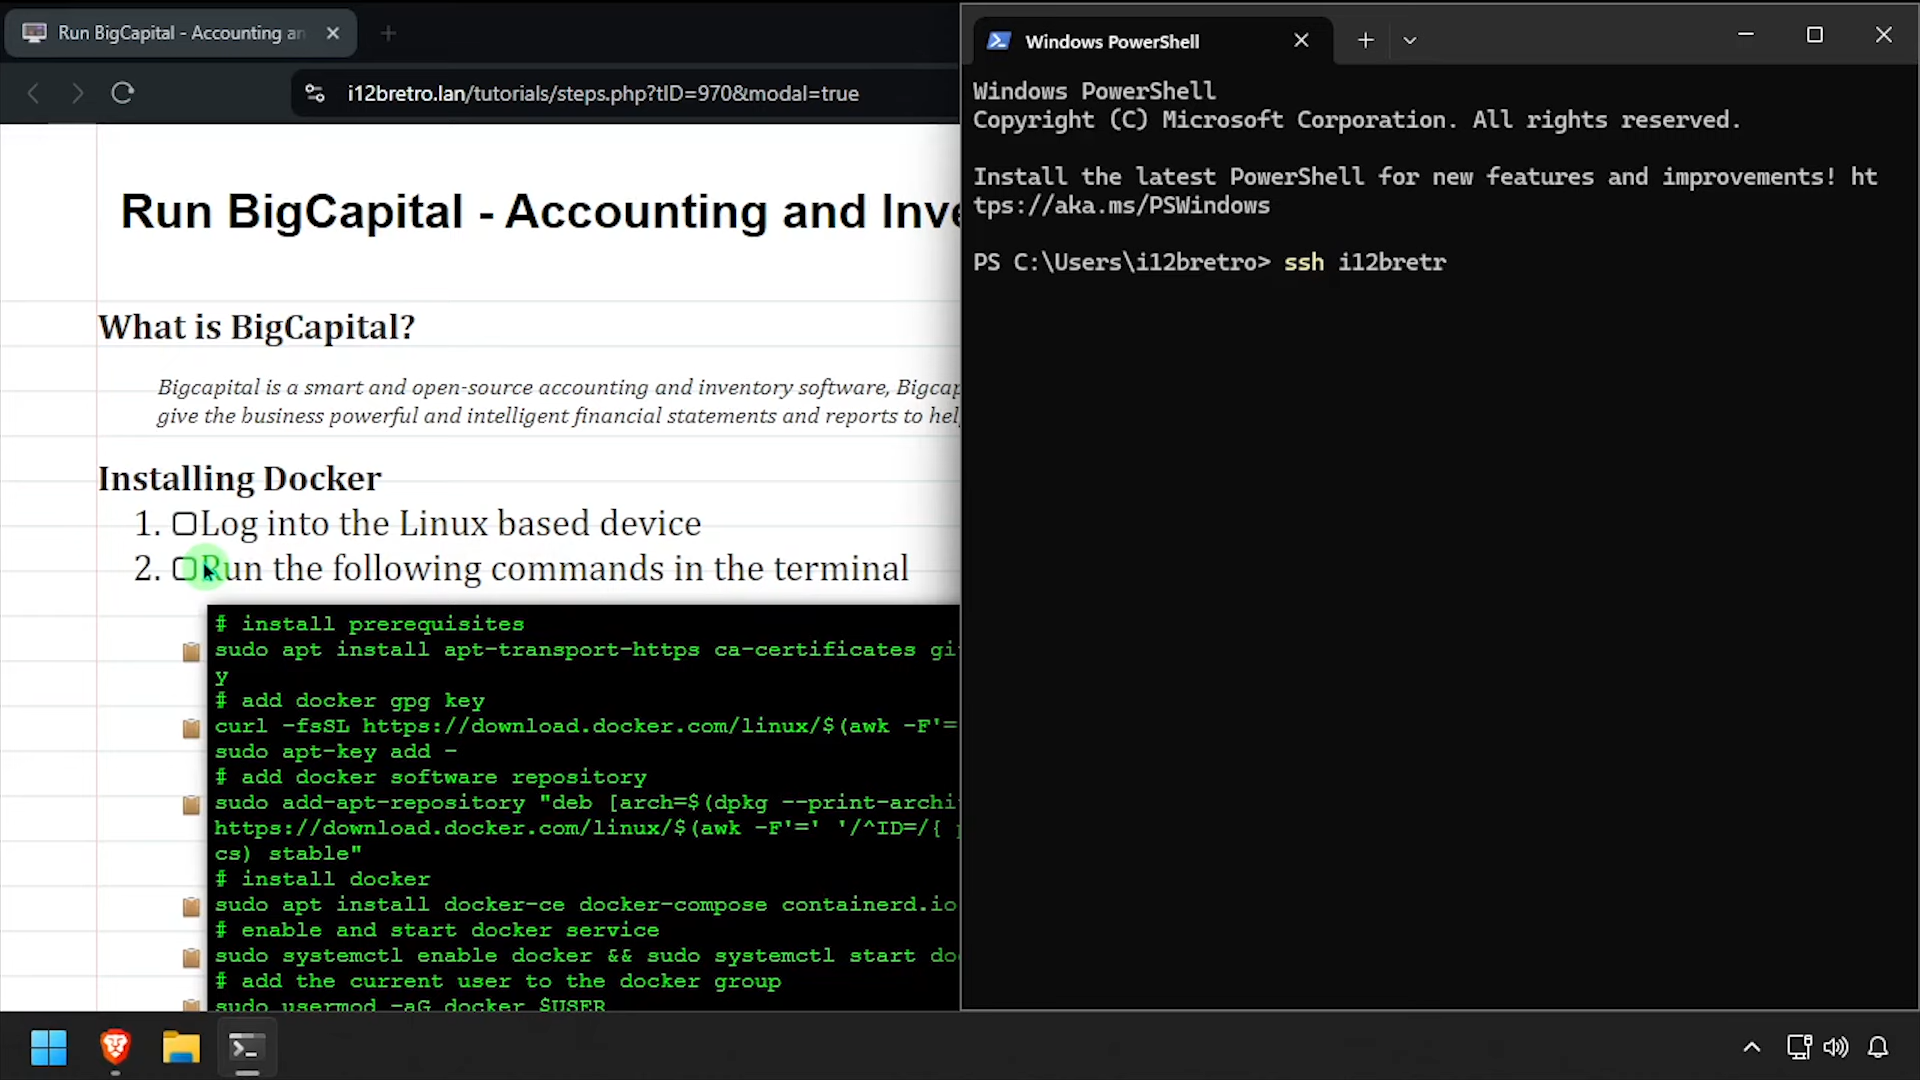 Run BigCapital - Accounting an
i12bretro.lan/tutorials/steps.php?tID=970&modal=true
Run BigCapital - Accounting and Inve
What is BigCapital?
Bigcapital is a smart and open-source accounting and inventory software, Bigcap
give the business powerful and intelligent financial statements and reports to hel
Installing Docker
1. Log into the Linux based device
2. Run the following commands in the terminal
# install prerequisites
sudo apt install apt-transport-https ca-certificates gi
y
# add docker gpg key
curl -fsSL https://download.docker.com/linux/$(awk -F'=
sudo apt-key add -
# add docker software repository
sudo add-apt-repository "deb [arch=$(dpkg --print-archi
https://download.docker.com/linux/$(awk -F'=' '/^ID=/{ p
cs) stable"
# install docker
sudo apt install docker-ce docker-compose containerd.io
# enable and start docker service
sudo systemctl enable docker && sudo systemctl start do
# add the current user to the docker group
sudo usermod -aG docker $USER
Windows PowerShell
Windows PowerShell
Copyright (C) Microsoft Corporation. All rights reserved.
Install the latest PowerShell for new features and improvements! ht
tps://aka.ms/PSWindows
PS C:\Users\i12bretro> ssh i12bretr